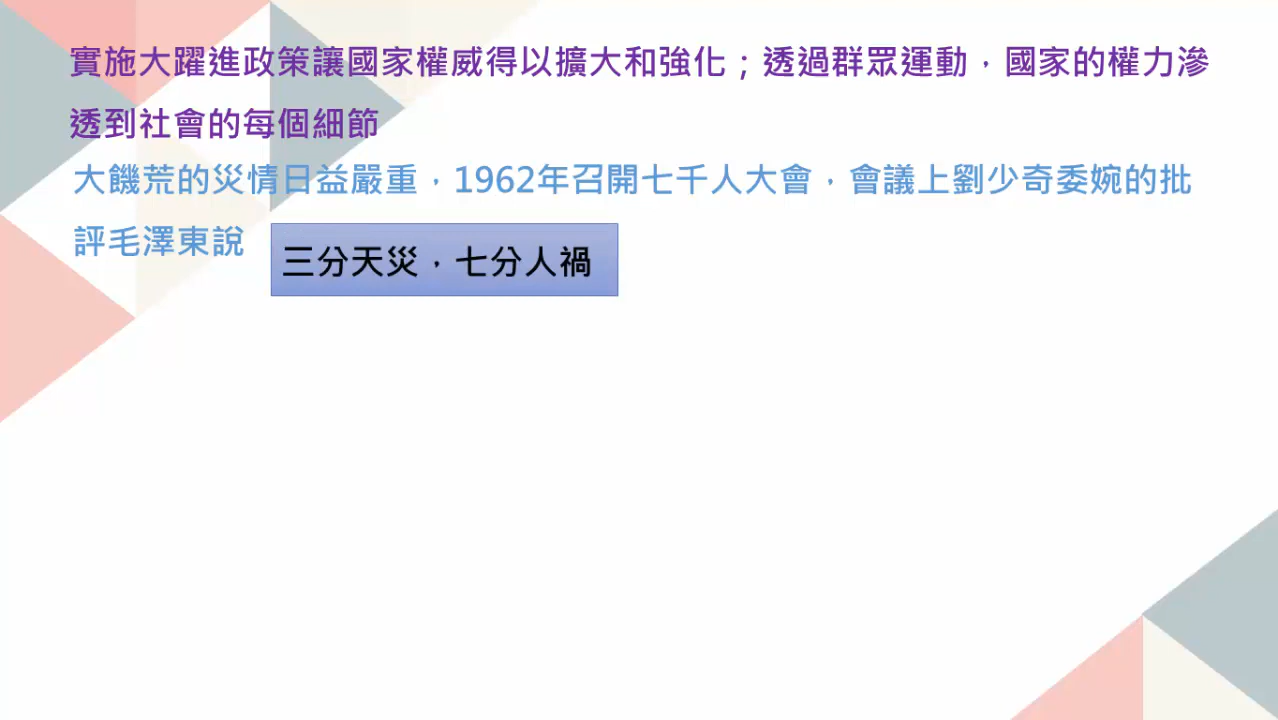 實施大躍進政策讓國家權威得以擴大和強化；透過群眾運動，國家的權力滲
透到社會的每個細節
大饑荒的災情日益嚴重，1962年召開七千人大會，會議上劉少奇委婉的批
評毛澤東說
三分天災，七分人禍